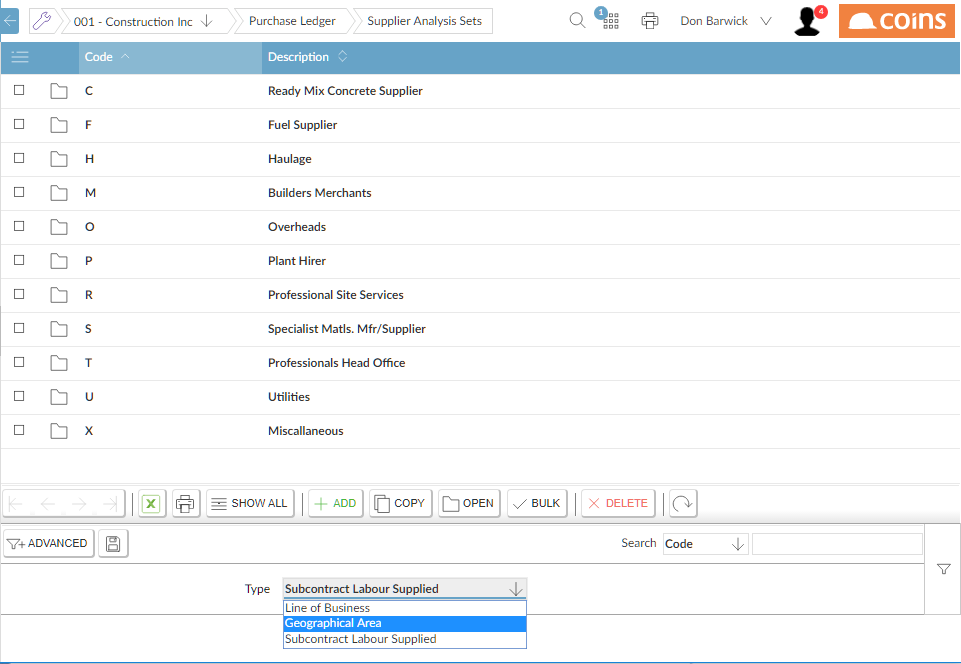 001 - Construction Inc
Purchase Ledger
Supplier Analysis Sets
1
Don Barwick
4
coins
Code
Description
C Ready Mix Concrete Supplier
F Fuel Supplier
H Haulage
M Builders Merchants
O Overheads
P Plant Hirer
R Professional Site Services
S Specialist Matls. Mfr/Supplier
T Professionals Head Office
U Utilities
X Miscallaneous
X SHOW ALL ADD COPY OPEN BULK DELETE
ADVANCED
Search Code
Type Subcontract Labour Supplied
Line of Business
Geographical Area
Subcontract Labour Supplied